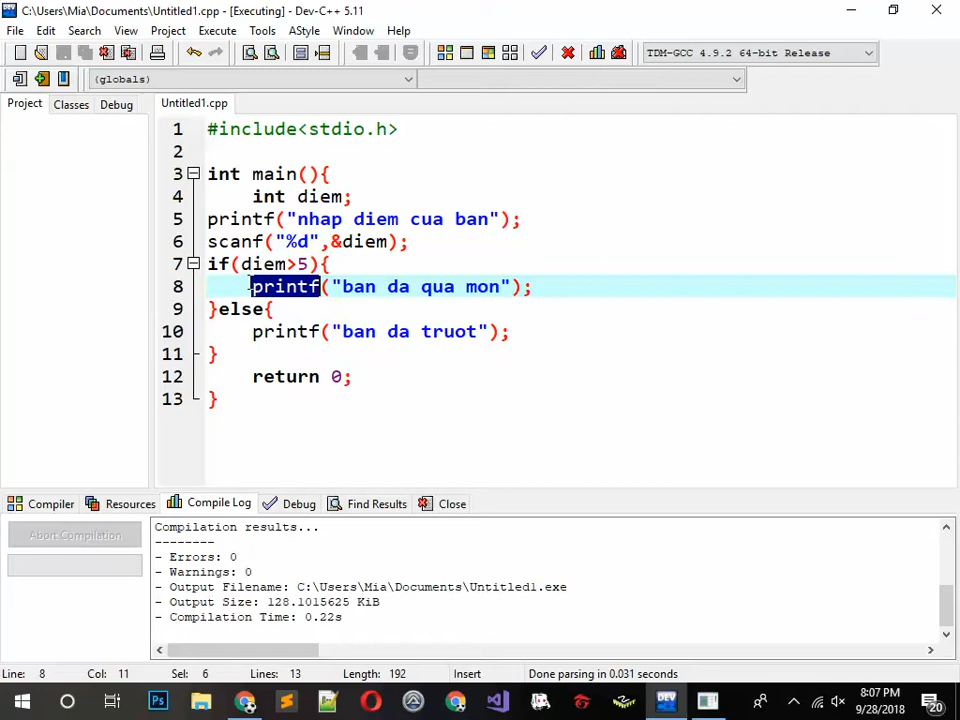 C:\Users\Mia\Documents\Untitled1.cpp - [Executing] - Dev-C++ 5.11
File Edit Search View Project Execute Tools AStyle Window Help
TDM-GCC 4.9.2 64-bit Release
(globals)
Project Classes Debug
Untitled1.cpp
1 #include<stdio.h>
2
3 int main(){
4 int diem;
5 printf("nhap diem cua ban");
6 scanf("%d",&diem);
7 if(diem>5){
8 printf("ban da qua mon");
9 }else{
10 printf("ban da truot");
11 }
12 return 0;
13 }
Compiler Resources Compile Log Debug Find Results Close
Abort Compilation
Compilation results...
--------
- Errors: 0
- Warnings: 0
- Output Filename: C:\Users\Mia\Documents\Untitled1.exe
- Output Size: 128.1015625 KiB
- Compilation Time: 0.22s
Line: 8 Col: 11 Sel: 6 Lines: 13 Length: 192 Insert Done parsing in 0.031 seconds
Ps DEV
8:07 PM
9/28/2018
20